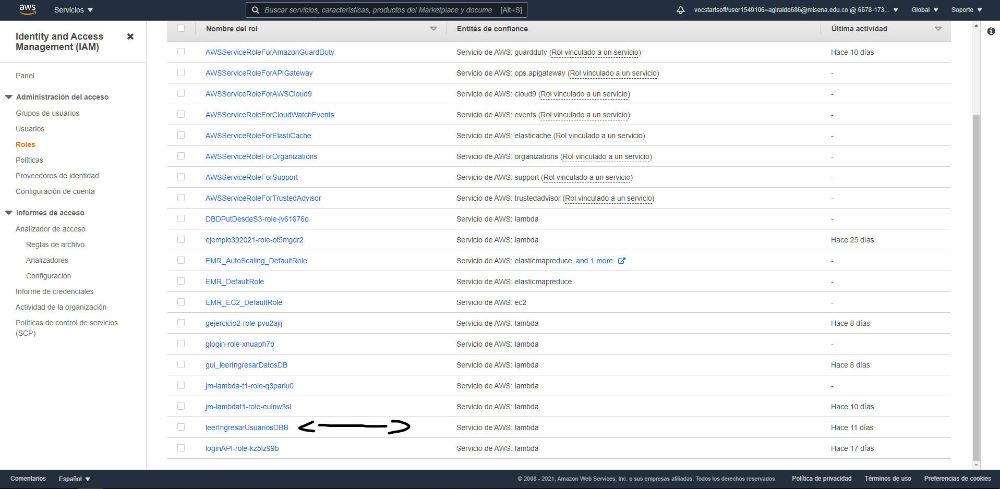 aws Servicios Buscar servicios, características, productos del Marketplace y docume [Alt+S] vocstartsoft/user1549106=agiraldo686@misena.edu.co @ 6678-173... Global Soporte
Identity and Access
Management (IAM)
Panel
Administración del acceso
Grupos de usuarios
Usuarios
Roles
Políticas
Proveedores de identidad
Configuración de cuenta
Informes de acceso
Analizador de acceso
Reglas de archivo
Analizadores
Configuración
Informe de credenciales
Actividad de la organización
Políticas de control de servicios
(SCP)
Nombre del rol Entités de confiance Última actividad
AWSServiceRoleForAmazonGuardDuty Servicio de AWS: guardduty (Rol vinculado a un servicio) Hace 10 días
AWSServiceRoleForAPIGateway Servicio de AWS: ops.apigateway (Rol vinculado a un servicio) -
AWSServiceRoleForAWSCloud9 Servicio de AWS: cloud9 (Rol vinculado a un servicio) -
AWSServiceRoleForCloudWatchEvents Servicio de AWS: events (Rol vinculado a un servicio) -
AWSServiceRoleForElastiCache Servicio de AWS: elasticache (Rol vinculado a un servicio) -
AWSServiceRoleForOrganizations Servicio de AWS: organizations (Rol vinculado a un servicio) -
AWSServiceRoleForSupport Servicio de AWS: support (Rol vinculado a un servicio) -
AWSServiceRoleForTrustedAdvisor Servicio de AWS: trustedadvisor (Rol vinculado a un servicio) -
DBDPutDesdeS3-role-jv61676o Servicio de AWS: lambda -
ejemplo392021-role-ot5mgdr2 Servicio de AWS: lambda Hace 25 días
EMR_AutoScaling_DefaultRole Servicio de AWS: elasticmapreduce, and 1 more. -
EMR_DefaultRole Servicio de AWS: elasticmapreduce -
EMR_EC2_DefaultRole Servicio de AWS: ec2 -
gejercicio2-role-pvu2ajij Servicio de AWS: lambda Hace 8 días
glogin-role-xnuaph7b Servicio de AWS: lambda -
gui_leerIngresarDatosDB Servicio de AWS: lambda Hace 8 días
jm-lambda-t1-role-q3parlu0 Servicio de AWS: lambda -
jm-lambdat1-role-eulnw3sl Servicio de AWS: lambda Hace 10 días
leerIngresarUsuariosDBB Servicio de AWS: lambda Hace 11 días
loginAPI-role-kz5lz99b Servicio de AWS: lambda Hace 17 días
Comentarios Español © 2008 - 2021, Amazon Web Services, Inc. o sus empresas afiliadas. Todos los derechos reservados. Política de privacidad Términos de uso Preferencias de cookies